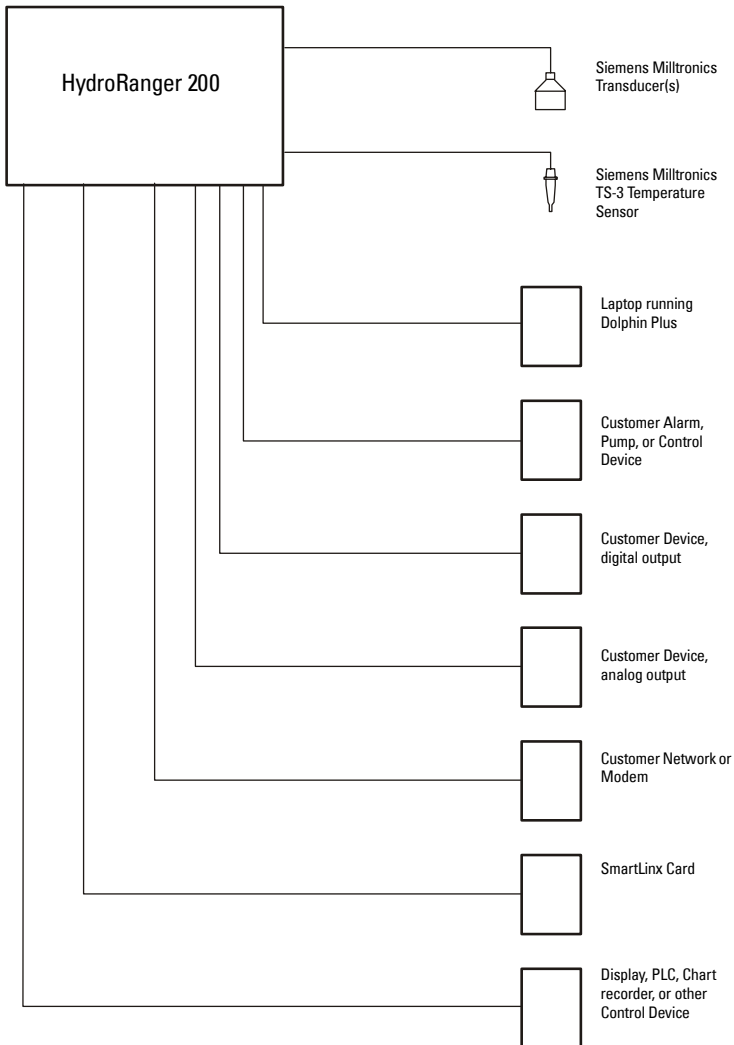 HydroRanger 200
Siemens Milltronics
Transducer(s)
Siemens Milltronics
TS-3 Temperature
Sensor
Laptop running
Dolphin Plus
Customer Alarm,
Pump, or Control
Device
Customer Device,
digital output
Customer Device,
analog output
Customer Network or
Modem
SmartLinx Card
Display, PLC, Chart
recorder, or other
Control Device